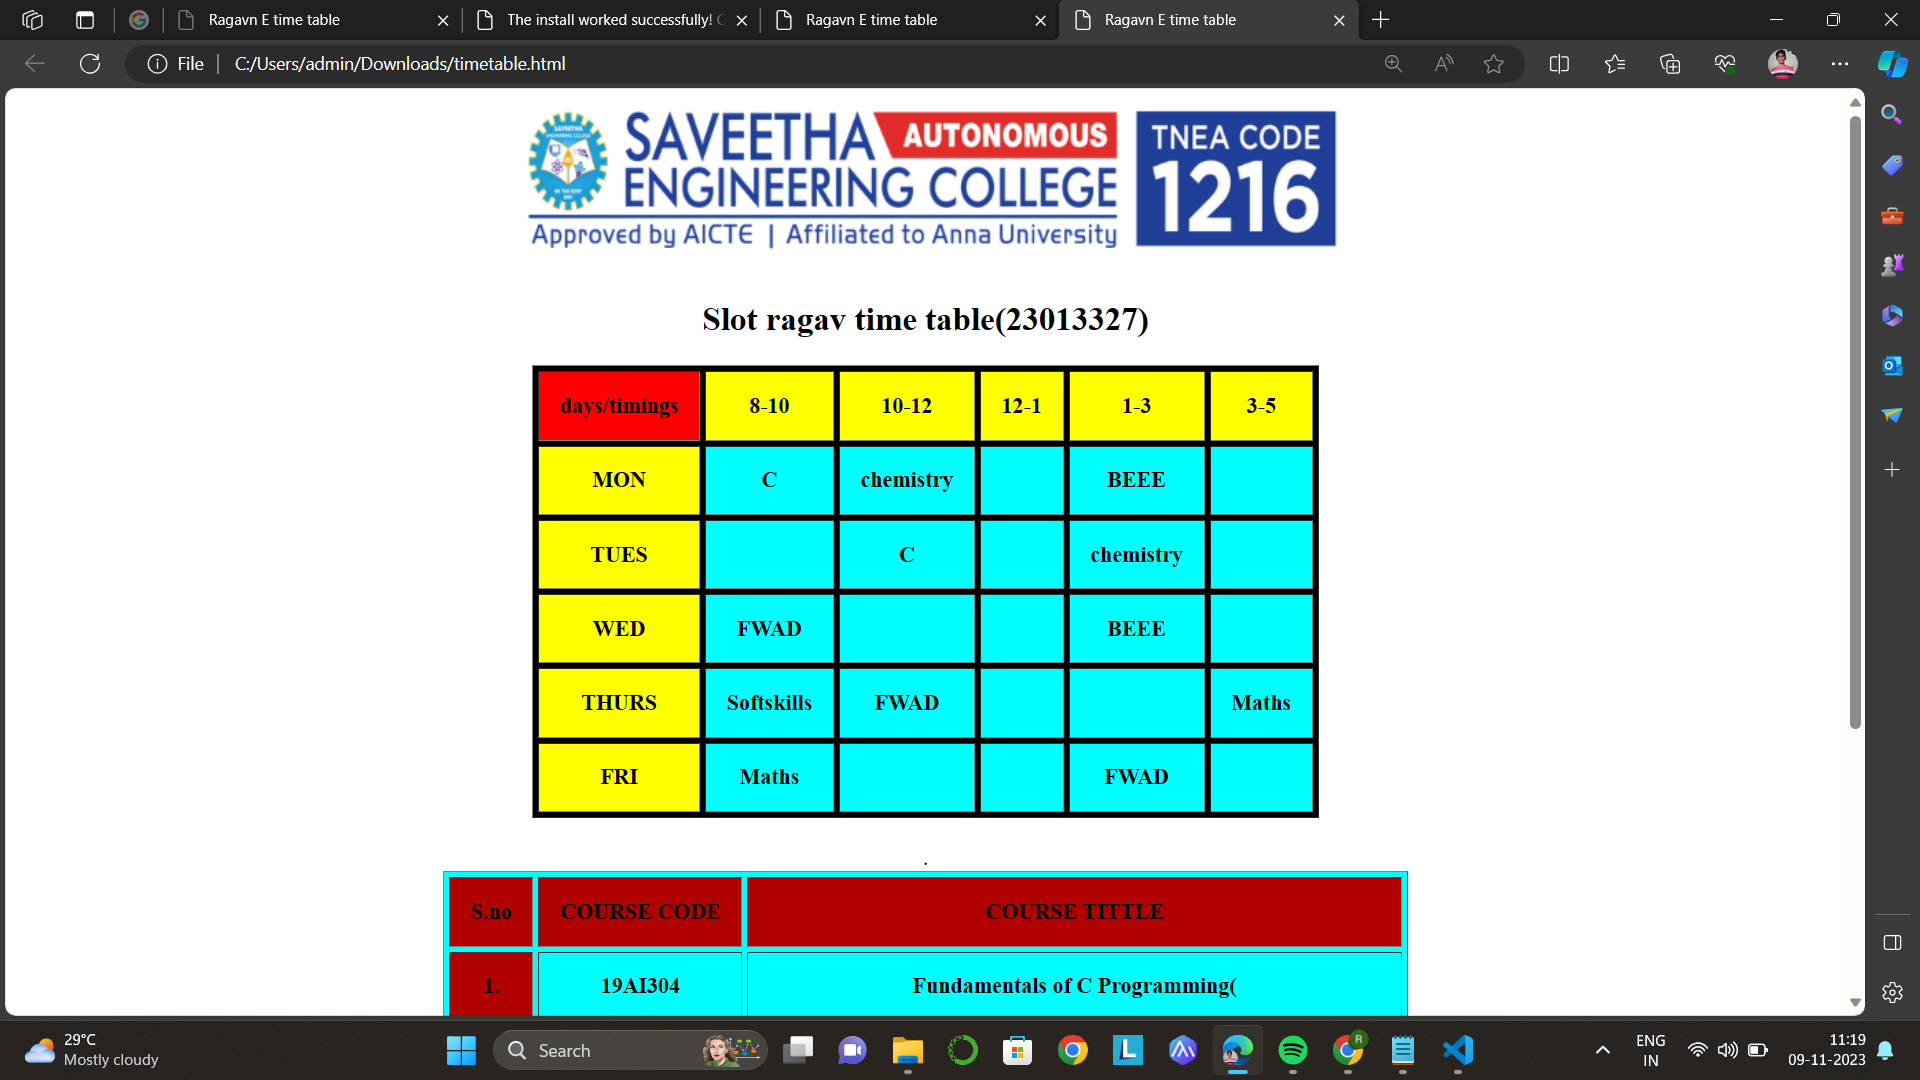 Ragavn E time table
The install worked successfully! C
Ragavn E time table
Ragavn E time table
File
C:/Users/admin/Downloads/timetable.html
SAVEETHA AUTONOMOUS
ENGINEERING COLLEGE
Approved by AICTE | Affiliated to Anna University
TNEA CODE
1216
Slot ragav time table(23013327)
days/timings 8-10 10-12 12-1 1-3 3-5
MON C chemistry BEEE
TUES C chemistry
WED FWAD BEEE
THURS Softskills FWAD Maths
FRI Maths FWAD
.
S.no COURSE CODE COURSE TITTLE
1. 19AI304 Fundamentals of C Programming(
29°C
Mostly cloudy
Search
L
R
ENG
IN
11:19
09-11-2023